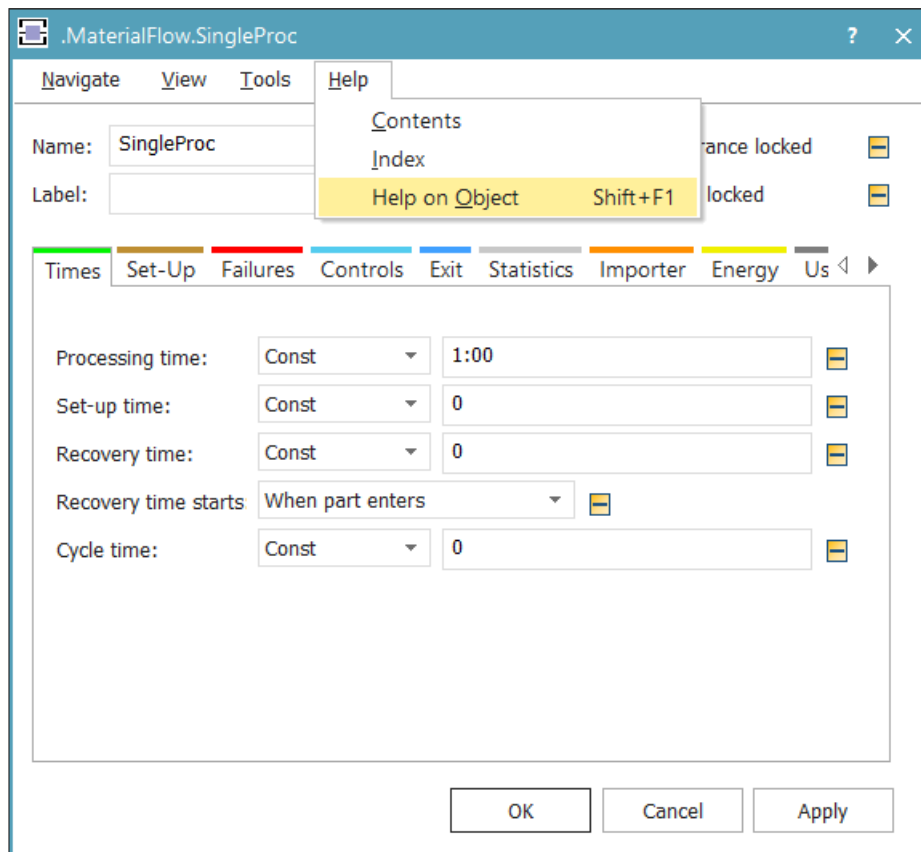 .MaterialFlow.SingleProc ?
Navigate View Tools Help
Contents
Name: SingleProc Index rance locked
Label: Help on Object Shift+F1 locked
Times Set-Up Failures Controls Exit Statistics Importer Energy Us
Processing time: Const 1:00
Set-up time: Const 0
Recovery time: Const 0
Recovery time starts When part enters
Cycle time: Const 0
OK Cancel Apply